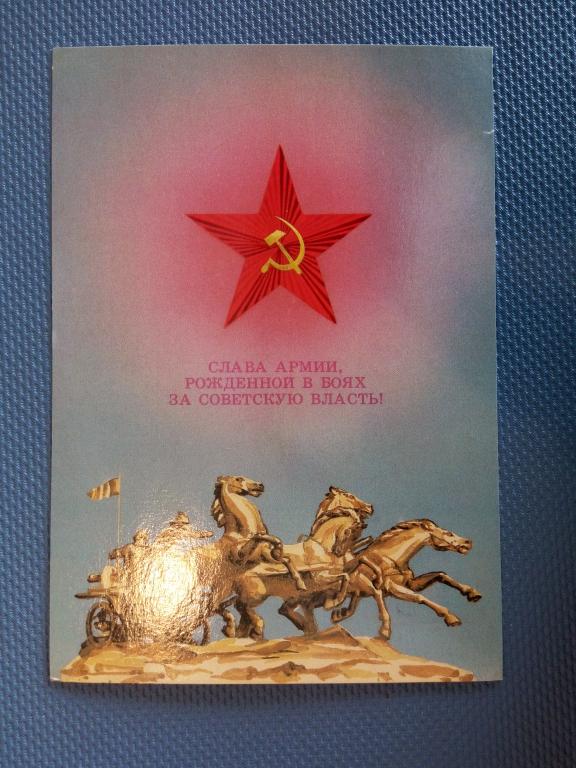 СЛАВА АРМИИ,
РОЖДЕННОЙ В БОЯХ
ЗА СОВЕТСКУЮ ВЛАСТЬ!